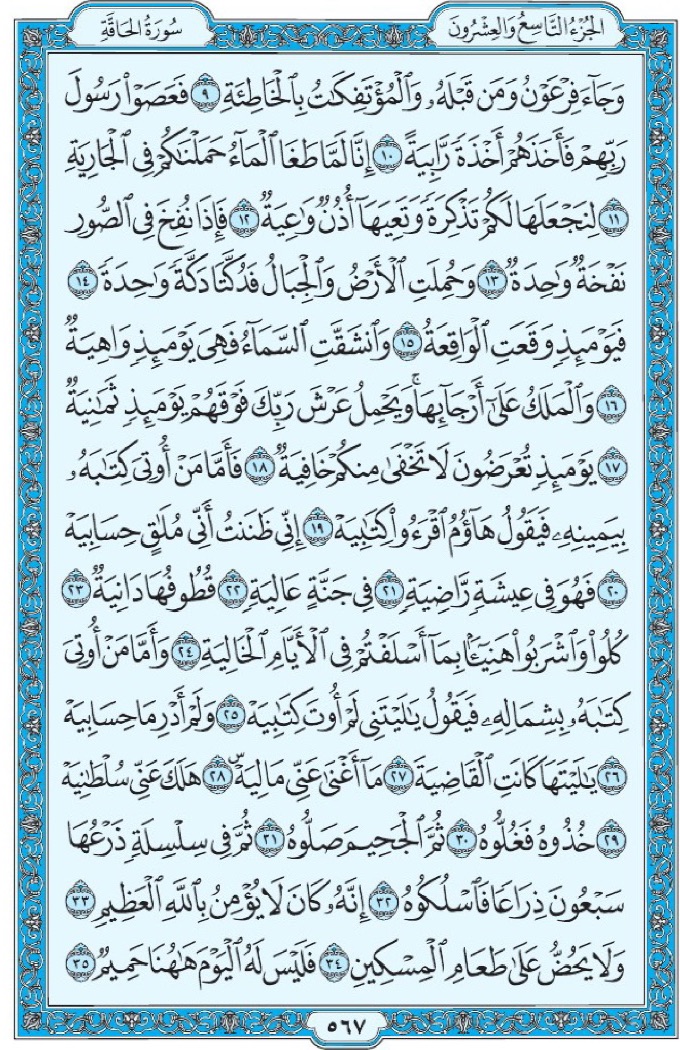 الجُزْءُ التَّاسِعُ وَالعِشْرُونَ
سُورَةُ الحَاقَّةِ
وَجَآءَ فِرْعَوْنُ وَمَن قَبْلَهُۥ وَٱلْمُؤْتَفِكَٰتُ بِٱلْخَاطِئَةِ ٩ فَعَصَوْا۟ رَسُولَ
رَبِّهِمْ فَأَخَذَهُمْ أَخْذَةً رَّابِيَةً ١٠ إِنَّا لَمَّا طَغَا ٱلْمَآءُ حَمَلْنَٰكُمْ فِى ٱلْجَارِيَةِ
١١ لِنَجْعَلَهَا لَكُمْ تَذْكِرَةً وَتَعِيَهَآ أُذُنٌ وَٰعِيَةٌ ١٢ فَإِذَا نُفِخَ فِى ٱلصُّورِ
نَفْخَةٌ وَٰحِدَةٌ ١٣ وَحُمِلَتِ ٱلْأَرْضُ وَٱلْجِبَالُ فَدُكَّتَا دَكَّةً وَٰحِدَةً ١٤
فَيَوْمَئِذٍ وَقَعَتِ ٱلْوَاقِعَةُ ١٥ وَٱنشَقَّتِ ٱلسَّمَآءُ فَهِىَ يَوْمَئِذٍ وَاهِيَةٌ
١٦ وَٱلْمَلَكُ عَلَىٰٓ أَرْجَآئِهَا ۚ وَيَحْمِلُ عَرْشَ رَبِّكَ فَوْقَهُمْ يَوْمَئِذٍ ثَمَٰنِيَةٌ
١٧ يَوْمَئِذٍ تُعْرَضُونَ لَا تَخْفَىٰ مِنكُمْ خَافِيَةٌ ١٨ فَأَمَّا مَنْ أُوتِىَ كِتَٰبَهُۥ
بِيَمِينِهِۦ فَيَقُولُ هَآؤُمُ ٱقْرَءُوا۟ كِتَٰبِيَهْ ١٩ إِنِّى ظَنَنتُ أَنِّى مُلَٰقٍ حِسَابِيَهْ
٢٠ فَهُوَ فِى عِيشَةٍ رَّاضِيَةٍ ٢١ فِى جَنَّةٍ عَالِيَةٍ ٢٢ قُطُوفُهَا دَانِيَةٌ ٢٣
كُلُوا۟ وَٱشْرَبُوا۟ هَنِيٓـًٔۢا بِمَآ أَسْلَفْتُمْ فِى ٱلْأَيَّامِ ٱلْخَالِيَةِ ٢٤ وَأَمَّا مَنْ أُوتِىَ
كِتَٰبَهُۥ بِشِمَالِهِۦ فَيَقُولُ يَٰلَيْتَنِى لَمْ أُوتَ كِتَٰبِيَهْ ٢٥ وَلَمْ أَدْرِ مَا حِسَابِيَهْ
٢٦ يَٰلَيْتَهَا كَانَتِ ٱلْقَاضِيَةَ ٢٧ مَآ أَغْنَىٰ عَنِّى مَالِيَهْ ۜ ٢٨ هَلَكَ عَنِّى سُلْطَٰنِيَهْ
٢٩ خُذُوهُ فَغُلُّوهُ ٣٠ ثُمَّ ٱلْجَحِيمَ صَلُّوهُ ٣١ ثُمَّ فِى سِلْسِلَةٍ ذَرْعُهَا
سَبْعُونَ ذِرَاعًا فَٱسْلُكُوهُ ٣٢ إِنَّهُۥ كَانَ لَا يُؤْمِنُ بِٱللَّهِ ٱلْعَظِيمِ ٣٣
وَلَا يَحُضُّ عَلَىٰ طَعَامِ ٱلْمِسْكِينِ ٣٤ فَلَيْسَ لَهُ ٱلْيَوْمَ هَٰهُنَا حَمِيمٌ ٣٥
٥٦٧